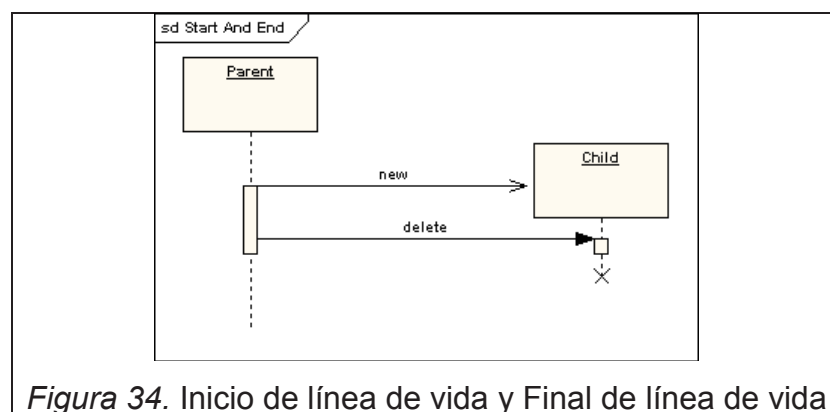 sd Start And End
Parent
Child
new
delete
Figura 34. Inicio de línea de vida y Final de línea de vida